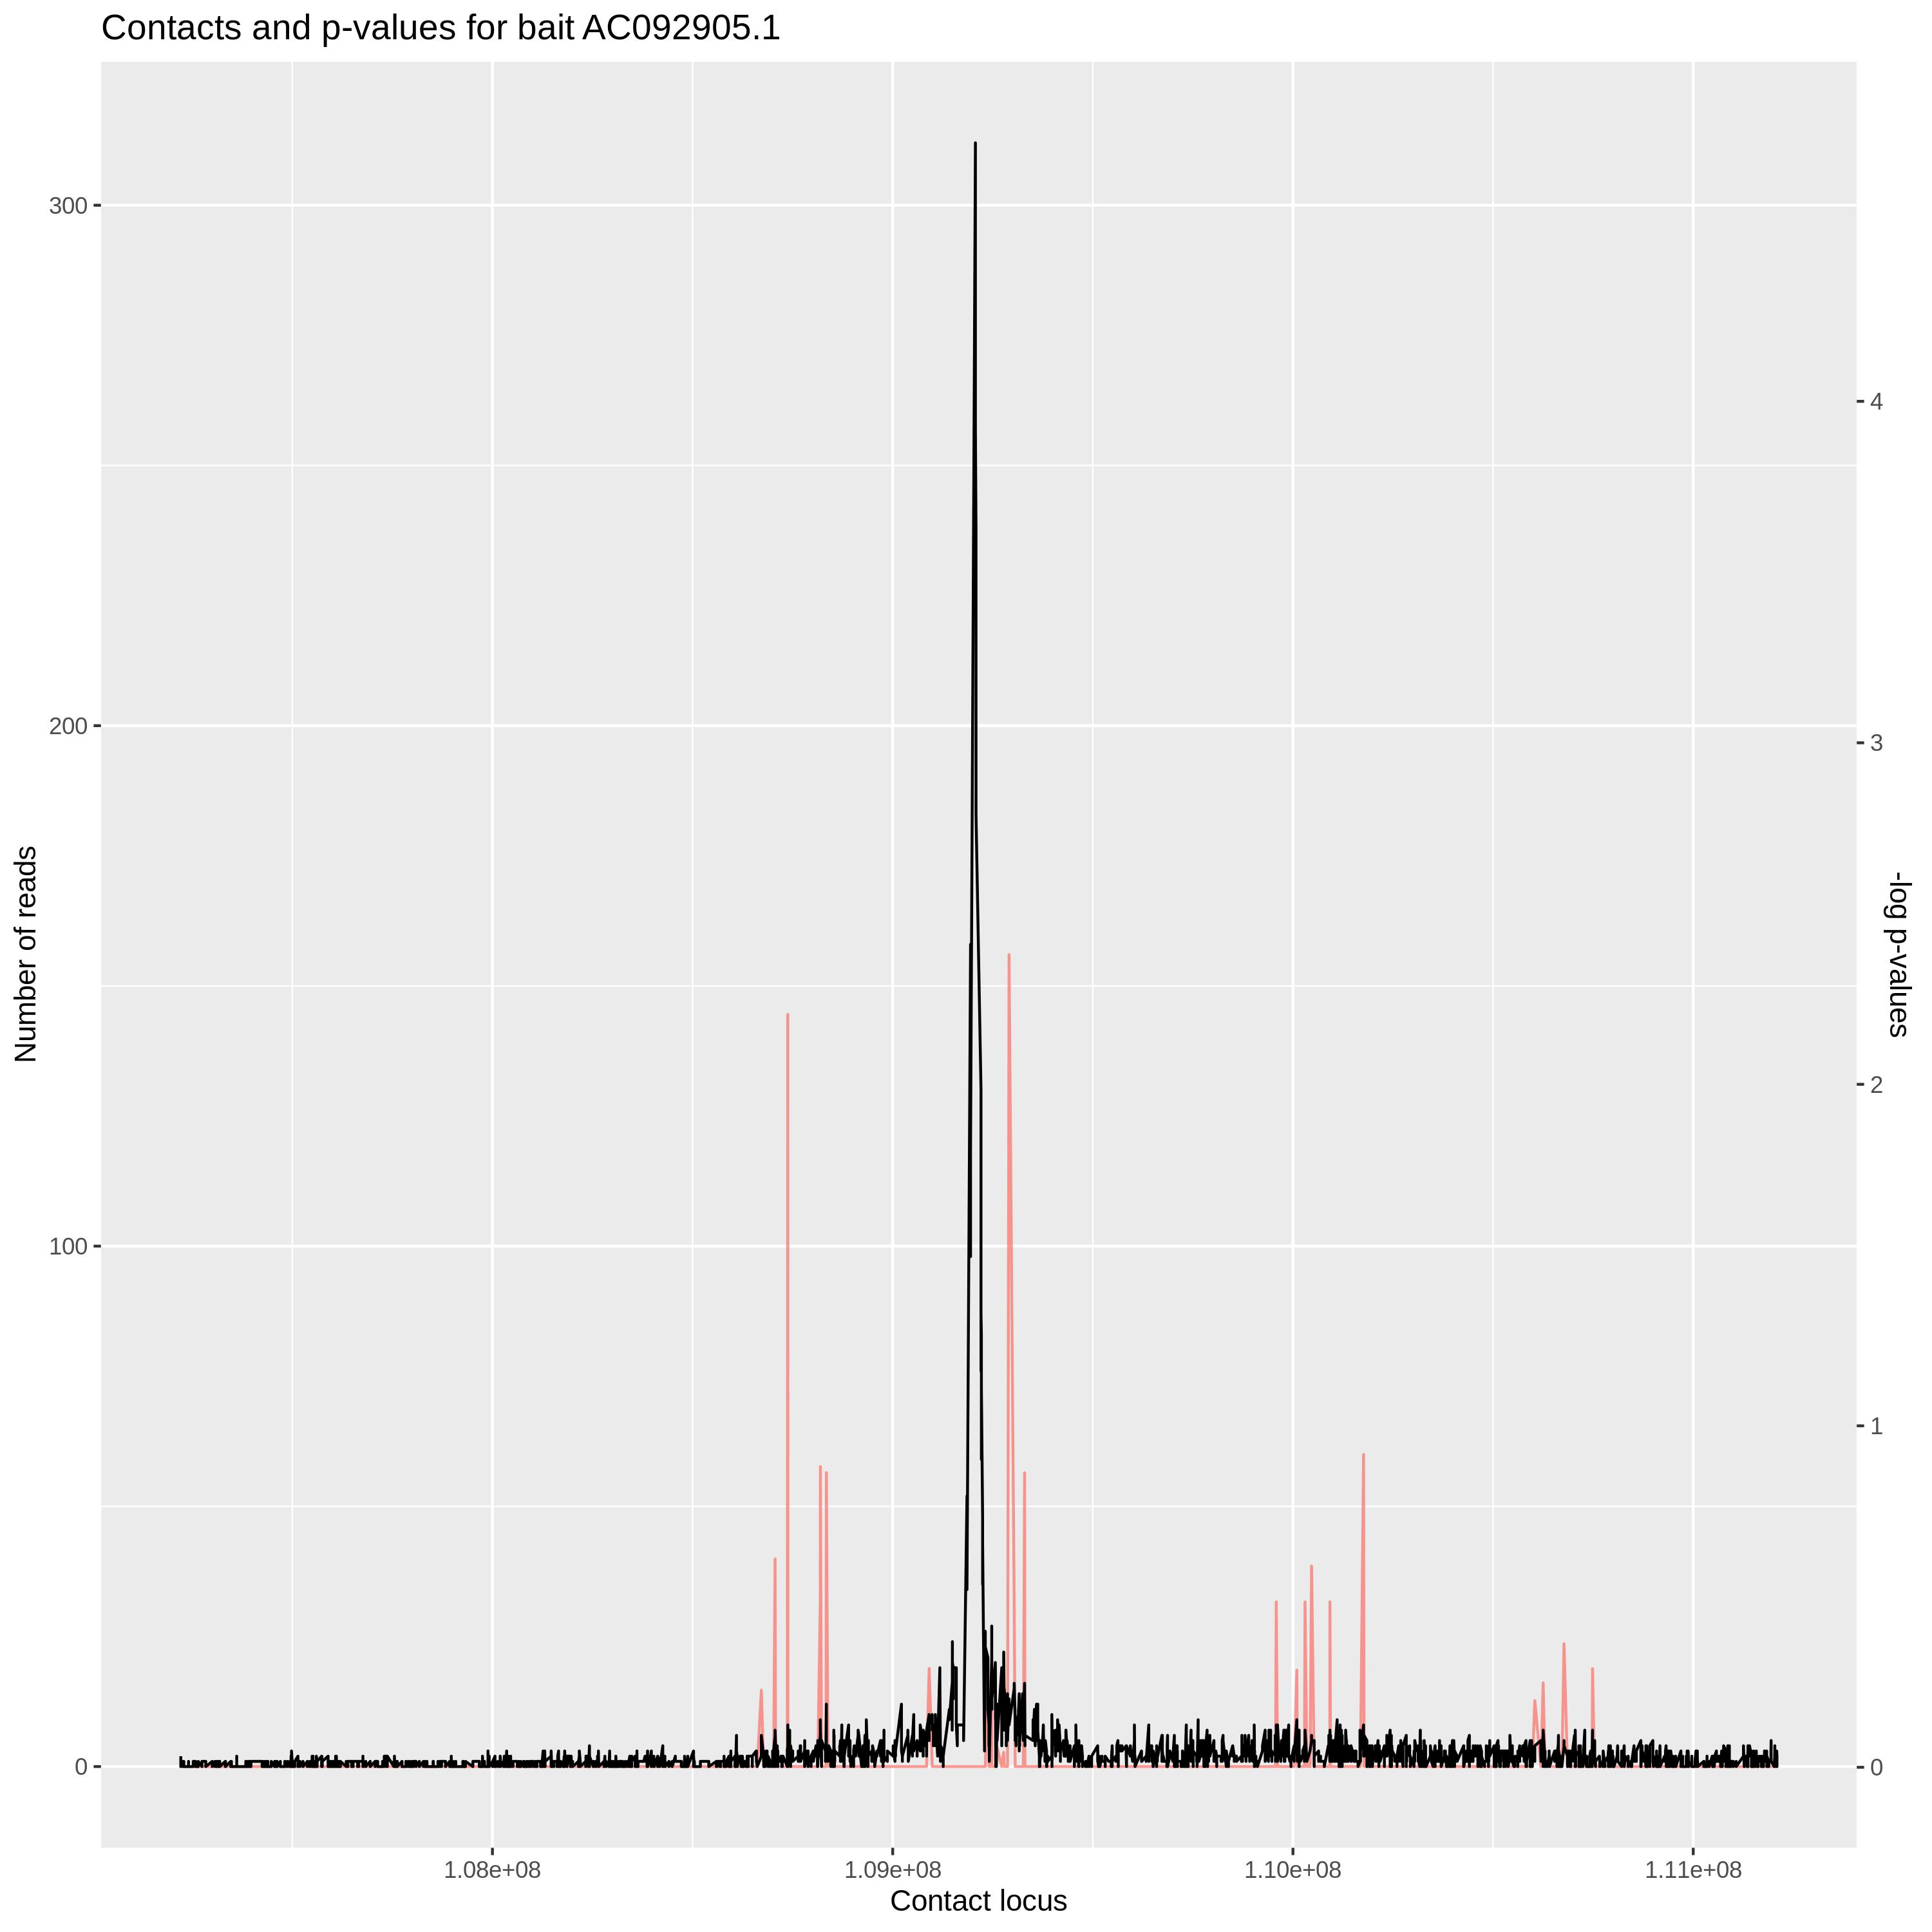 Contacts and p-values for bait AC092905.1
300
200
100
0
Number of reads
4
3
2
1
0
-log p-values
1.08e+08
1.09e+08
1.10e+08
1.11e+08
Contact locus